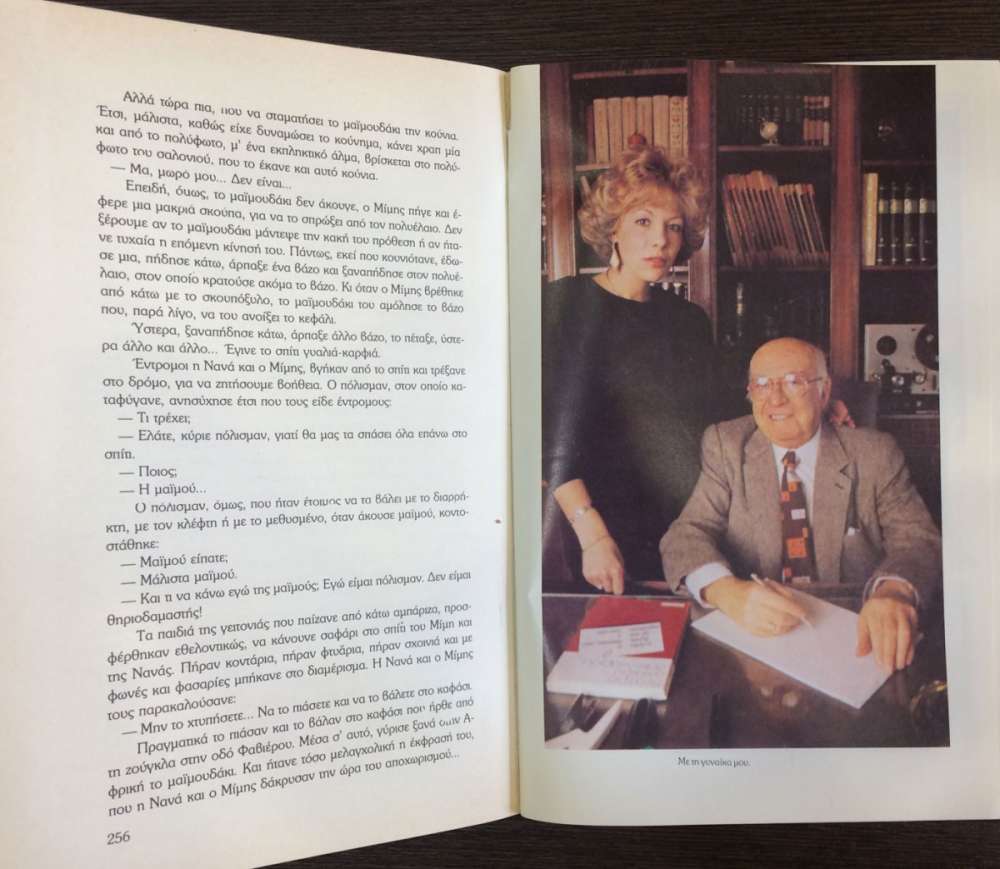 Αλλά τώρα πια, που να σταματήσει το μαϊμουδάκι την κούνια.
Έτσι, μάλιστα, καθώς είχε δυναμώσει το κούνημα, κάνει χραπ μία
και από το πολύφωτο, μ' ένα εκπληκτικό άλμα, βρίσκεται στο πολύ-
φωτο του σαλονιού, που το έκανε και αυτό κούνια.
— Μα, μωρό μου... Δεν είναι...
Επειδή, όμως, το μαϊμουδάκι δεν άκουγε, ο Μίμης πήγε και έ-
φερε μια μακριά σκούπα, για να το σπρώξει από τον πολυέλαιο. Δεν
ξέρουμε αν το μαϊμουδάκι μάντεψε την κακή του πρόθεση ή αν ήτα-
νε τυχαία η επόμενη κίνησή του. Πάντως, εκεί που κουνιότανε, έδω-
σε μια, πήδησε κάτω, άρπαξε ένα βάζο και ξαναπήδησε στον πολυέ-
λαιο, στον οποίο κρατούσε ακόμα το βάζο. Κι όταν ο Μίμης βρέθηκε
από κάτω με το σκουπόξυλο, το μαϊμουδάκι του αμόλησε το βάζο
που, παρά λίγο, να του ανοίξει το κεφάλι.
Ύστερα, ξαναπήδησε κάτω, άρπαξε άλλο βάζο, το πέταξε, ύστε-
ρα άλλο και άλλο... Έγινε το σπίτι γυαλιά-καρφιά.
Έντρομοι η Νανά και ο Μίμης, βγήκαν από το σπίτι και τρέξανε
στο δρόμο, για να ζητήσουμε βοήθεια. Ο πόλισμαν, στον οποίο κα-
ταφύγανε, ανησύχησε έτσι που τους είδε έντρομους:
— Τι τρέχει;
— Ελάτε, κύριε πόλισμαν, γιατί θα μας τα σπάσει όλα επάνω στο
σπίτι.
— Ποιος;
— Η μαϊμού...
Ο πόλισμαν, όμως, που ήταν έτοιμος να τα βάλει με το διαρρή-
κτη, με τον κλέφτη ή με το μεθυσμένο, όταν άκουσε μαϊμού, κοντο-
στάθηκε:
— Μαϊμού είπατε;
— Μάλιστα μαϊμού.
— Και τι να κάνω εγώ της μαϊμούς; Εγώ είμαι πόλισμαν. Δεν είμαι
θηριοδαμαστής!
Τα παιδιά της γειτονιάς που παίζανε από κάτω αμπάριζα, προσ-
φέρθηκαν εθελοντικώς, να κάνουνε σαφάρι στο σπίτι του Μίμη και
της Νανάς. Πήραν κοντάρια, πήραν φτυάρια, πήραν σχοινιά και με
φωνές και φασαρίες μπήκανε στο διαμέρισμα. Η Νανά και ο Μίμης
τους παρακαλούσανε:
— Μην το χτυπήσετε... Να το πιάσετε και να το βάλετε στο καφάσι
Πραγματικά το πιάσαν και το βάλαν στο καφάσι που ήρθε από
τη ζούγκλα στην οδό Φαβιέρου. Μέσα σ' αυτό, γύρισε ξανά στην Α-
φρική το μαϊμουδάκι. Και ήτανε τόσο μελαγχολική η έκφρασή του,
που η Νανά και ο Μίμης δάκρυσαν την ώρα του αποχωρισμού...
256
Με τη γυναίκα μου.